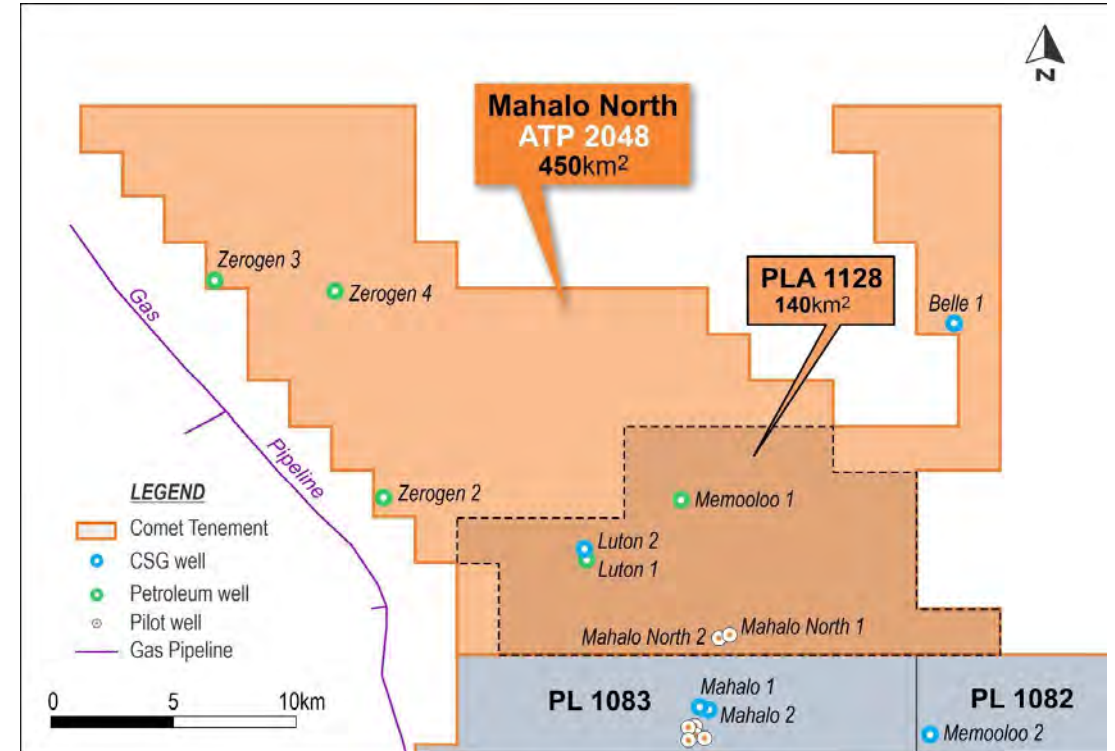 N
Mahalo North
ATP 2048
450km²
PLA 1128
140km²
Zerogen 3
Zerogen 4
Belle 1
Gas
Pipeline
Zerogen 2
Memooloo 1
Luton 2
Luton 1
Mahalo North 2
Mahalo North 1
LEGEND
Comet Tenement
CSG well
Petroleum well
Pilot well
Gas Pipeline
0 5 10km
PL 1083
Mahalo 1
Mahalo 2
PL 1082
Memooloo 2